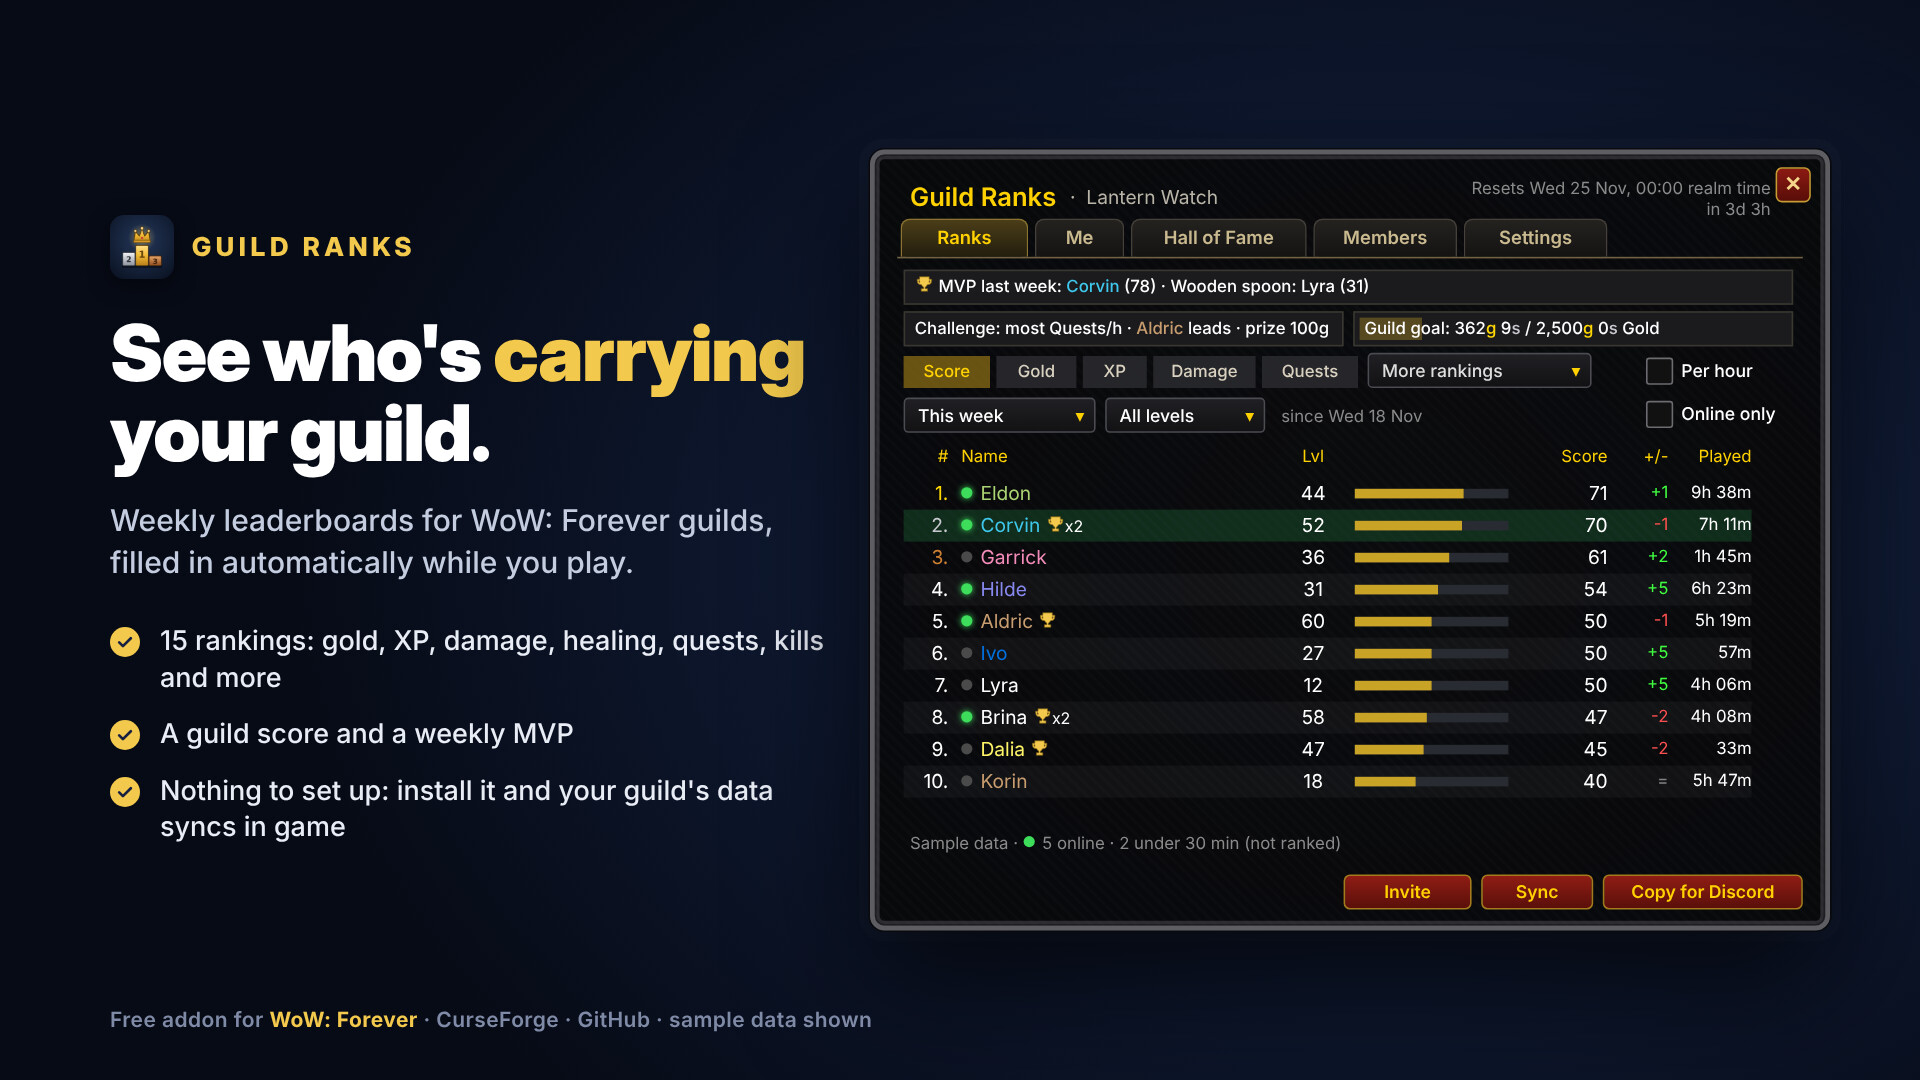 GUILD RANKS
See who's carrying
your guild.
Weekly leaderboards for WoW: Forever guilds,
filled in automatically while you play.
15 rankings: gold, XP, damage, healing, quests, kills
and more
A guild score and a weekly MVP
Nothing to set up: install it and your guild's data
syncs in game
Free addon for WoW: Forever · CurseForge · GitHub · sample data shown
Guild Ranks · Lantern Watch
Resets Wed 25 Nov, 00:00 realm time
in 3d 3h
Ranks Me Hall of Fame Members Settings
MVP last week: Corvin (78) · Wooden spoon: Lyra (31)
Challenge: most Quests/h · Aldric leads · prize 100g
Guild goal: 362g 9s / 2,500g 0s Gold
Score Gold XP Damage Quests More rankings Per hour
This week All levels since Wed 18 Nov Online only
# Name Lvl Score +/- Played
1. Eldon 44 71 +1 9h 38m
2. Corvin x2 52 70 -1 7h 11m
3. Garrick 36 61 +2 1h 45m
4. Hilde 31 54 +5 6h 23m
5. Aldric 60 50 -1 5h 19m
6. Ivo 27 50 +5 57m
7. Lyra 12 50 +5 4h 06m
8. Brina x2 58 47 -2 4h 08m
9. Dalia 47 45 -2 33m
10. Korin 18 40 = 5h 47m
Sample data · 5 online · 2 under 30 min (not ranked)
Invite Sync Copy for Discord